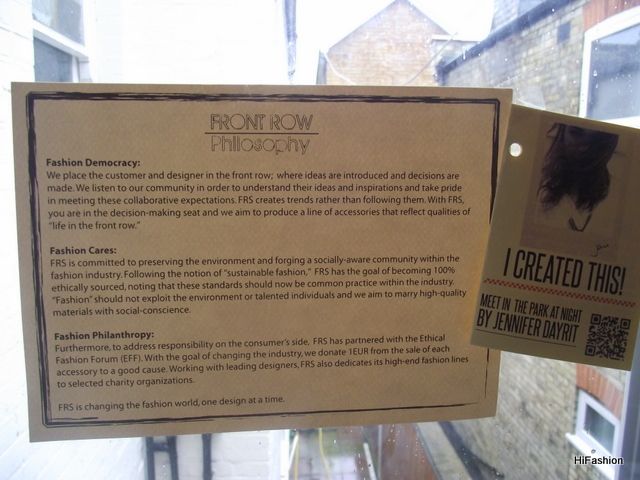 FRONT ROW
Philosophy
Fashion Democracy:
We place the customer and designer in the front row; where ideas are introduced and decisions are
made. We listen to our community in order to understand their ideas and inspirations and take pride
in meeting these collaborative expectations. FRS creates trends rather than following them. With FRS,
you are in the decision-making seat and we aim to produce a line of accessories that reflect qualities of
"life in the front row."
Fashion Cares:
FRS is committed to preserving the environment and forging a socially-aware community within the
fashion industry. Following the notion of "sustainable fashion," FRS has the goal of becoming 100%
ethically sourced, noting that these standards should now be common practice within the industry.
"Fashion" should not exploit the environment or talented individuals and we aim to marry high-quality
materials with social-conscience.
Fashion Philanthropy:
Furthermore, to address responsibility on the consumer's side, FRS has partnered with the Ethical
Fashion Forum (EFF). With the goal of changing the industry, we donate 1EUR from the sale of each
accessory to a good cause. Working with leading designers, FRS also dedicates its high-end fashion lines
to selected charity organizations.
FRS is changing the fashion world, one design at a time.
I CREATED THIS!
MEET IN THE PARK AT NIGHT
BY JENNIFER DAYRIT
HiFashion